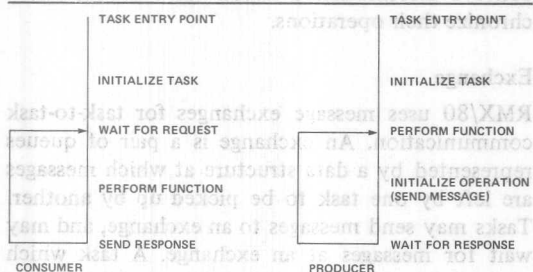 TASK ENTRY POINT
INITIALIZE TASK
WAIT FOR REQUEST
PERFORM FUNCTION
SEND RESPONSE
CONSUMER
TASK ENTRY POINT
INITIALIZE TASK
PERFORM FUNCTION
INITIALIZE OPERATION
(SEND MESSAGE)
WAIT FOR RESPONSE
PRODUCER
chronize their operations.
RMX/80 uses message exchanges for task-to-task
communication. An exchange is a pair of queues
represented by a data structure at which messages
are left by one task to be picked up by another.
Tasks may send messages to an exchange, and may
wait for messages at an exchange. A task which